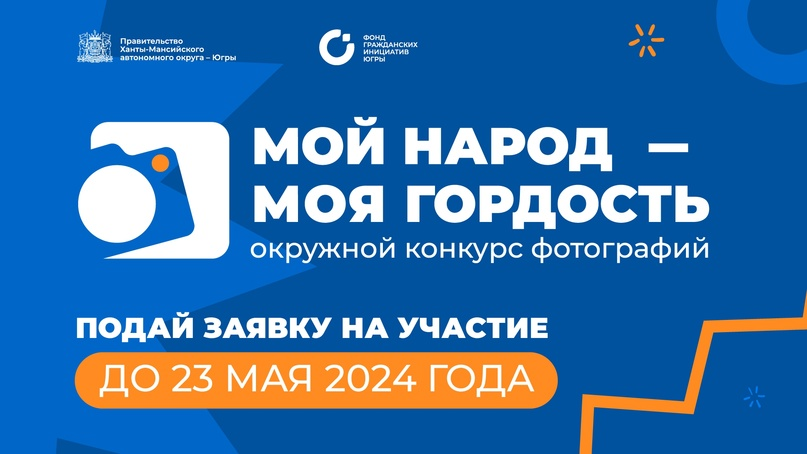 Правительство
Ханты-Мансийского
автономного округа – Югры
ФОНД
ГРАЖДАНСКИХ
ИНИЦИАТИВ
ЮГРЫ
МОЙ НАРОД —
МОЯ ГОРДОСТЬ
окружной конкурс фотографий
ПОДАЙ ЗАЯВКУ НА УЧАСТИЕ
ДО 23 МАЯ 2024 ГОДА